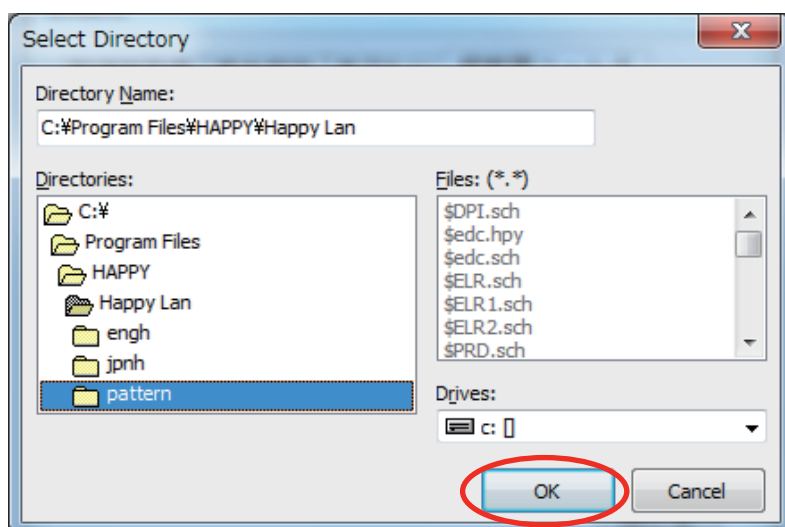 Select Directory
Directory Name:
C:¥Program Files¥HAPPY¥Happy Lan
Directories:
C:¥
Program Files
HAPPY
Happy Lan
engh
jpnh
pattern
Files: (*.*)
$DPI.sch
$edc.hpy
$edc.sch
$ELR.sch
$ELR1.sch
$ELR2.sch
$PRD.sch
Drives:
c: []
OK
Cancel